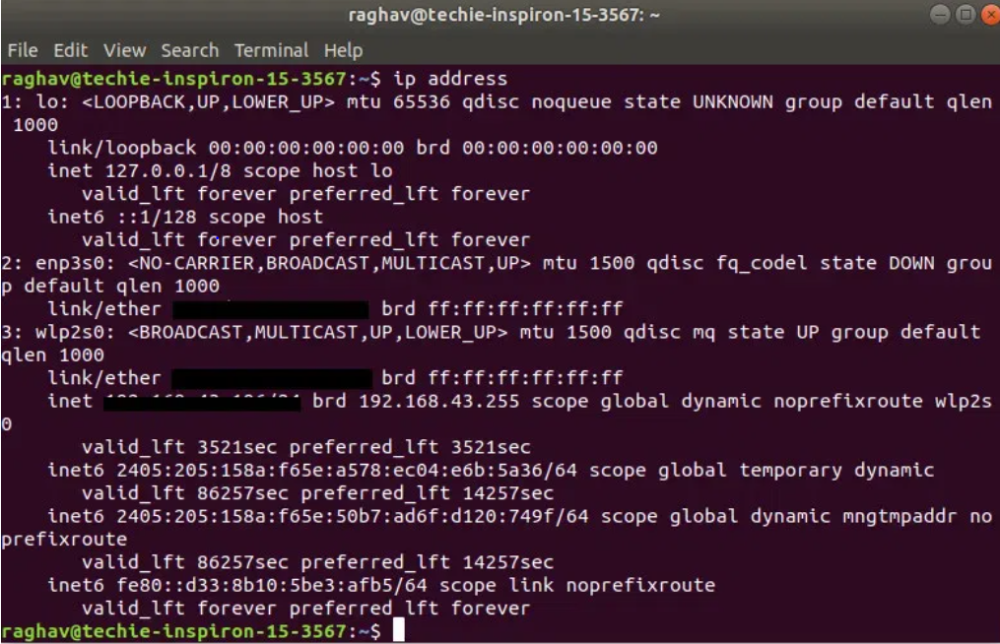 raghav@techie-inspiron-15-3567: ~
File Edit View Search Terminal Help
raghav@techie-inspiron-15-3567:~$ ip address
1: lo: <LOOPBACK,UP,LOWER_UP> mtu 65536 qdisc noqueue state UNKNOWN group default qlen
 1000
    link/loopback 00:00:00:00:00:00 brd 00:00:00:00:00:00
    inet 127.0.0.1/8 scope host lo
       valid_lft forever preferred_lft forever
    inet6 ::1/128 scope host
       valid_lft forever preferred_lft forever
2: enp3s0: <NO-CARRIER,BROADCAST,MULTICAST,UP> mtu 1500 qdisc fq_codel state DOWN grou
p default qlen 1000
    link/ether brd ff:ff:ff:ff:ff:ff
3: wlp2s0: <BROADCAST,MULTICAST,UP,LOWER_UP> mtu 1500 qdisc mq state UP group default
qlen 1000
    link/ether brd ff:ff:ff:ff:ff:ff
    inet brd 192.168.43.255 scope global dynamic noprefixroute wlp2s
0
       valid_lft 3521sec preferred_lft 3521sec
    inet6 2405:205:158a:f65e:a578:ec04:e6b:5a36/64 scope global temporary dynamic
       valid_lft 86257sec preferred_lft 14257sec
    inet6 2405:205:158a:f65e:50b7:ad6f:d120:749f/64 scope global dynamic mngtmpaddr no
prefixroute
       valid_lft 86257sec preferred_lft 14257sec
    inet6 fe80::d33:8b10:5be3:afb5/64 scope link noprefixroute
       valid_lft forever preferred_lft forever
raghav@techie-inspiron-15-3567:~$